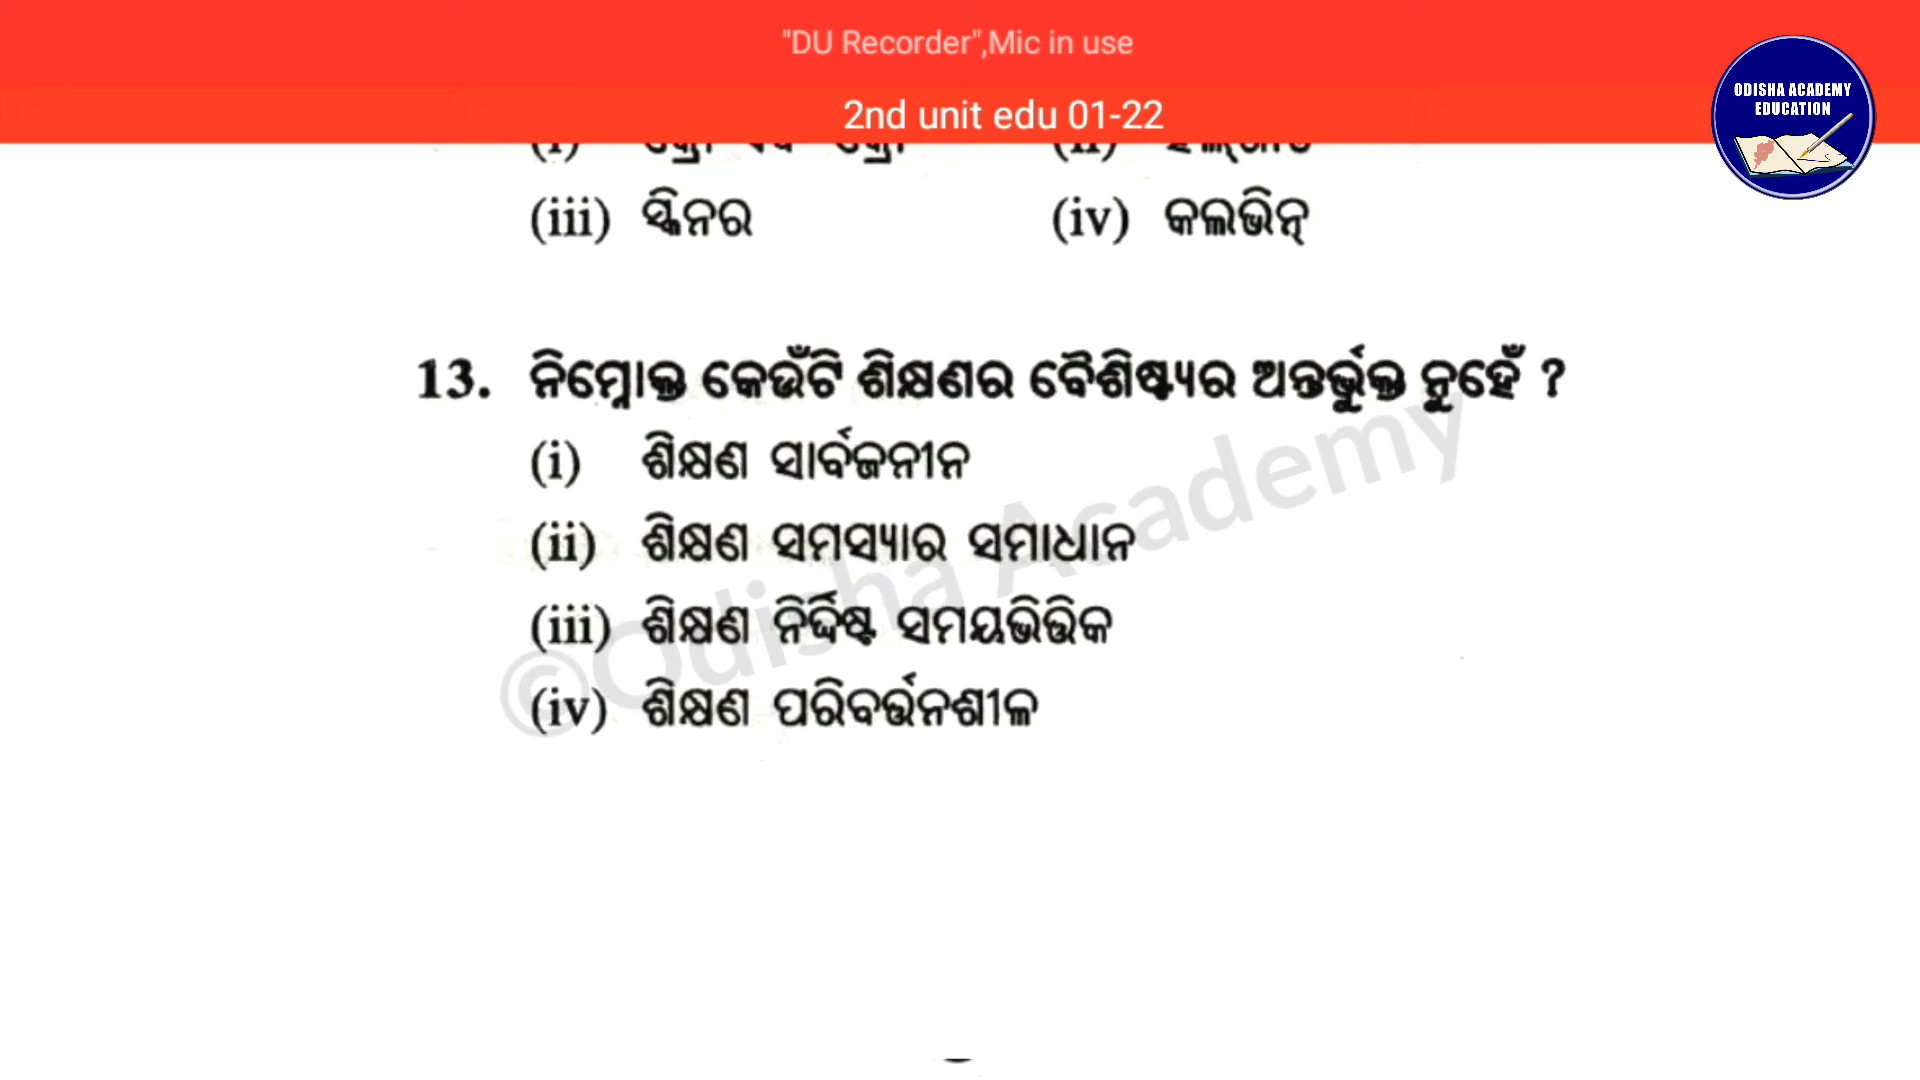 "DU Recorder",Mic in use
2nd unit edu 01-22
ODISHA ACADEMY
EDUCATION
(iii) ସ୍କିନର (iv) କଲଭିନ୍
13. ନିମ୍ନୋକ୍ତ କେଉଁଟି ଶିକ୍ଷଣର ବୈଶିଷ୍ଟ୍ୟର ଅନ୍ତର୍ଭୁକ୍ତ ନୁହେଁ ?
(i) ଶିକ୍ଷଣ ସାର୍ବଜନୀନ
(ii) ଶିକ୍ଷଣ ସମସ୍ୟାର ସମାଧାନ
(iii) ଶିକ୍ଷଣ ନିର୍ଦ୍ଦିଷ୍ଟ ସମୟଭିତ୍ତିକ
(iv) ଶିକ୍ଷଣ ପରିବର୍ତ୍ତନଶୀଳ
©Odisha Academy